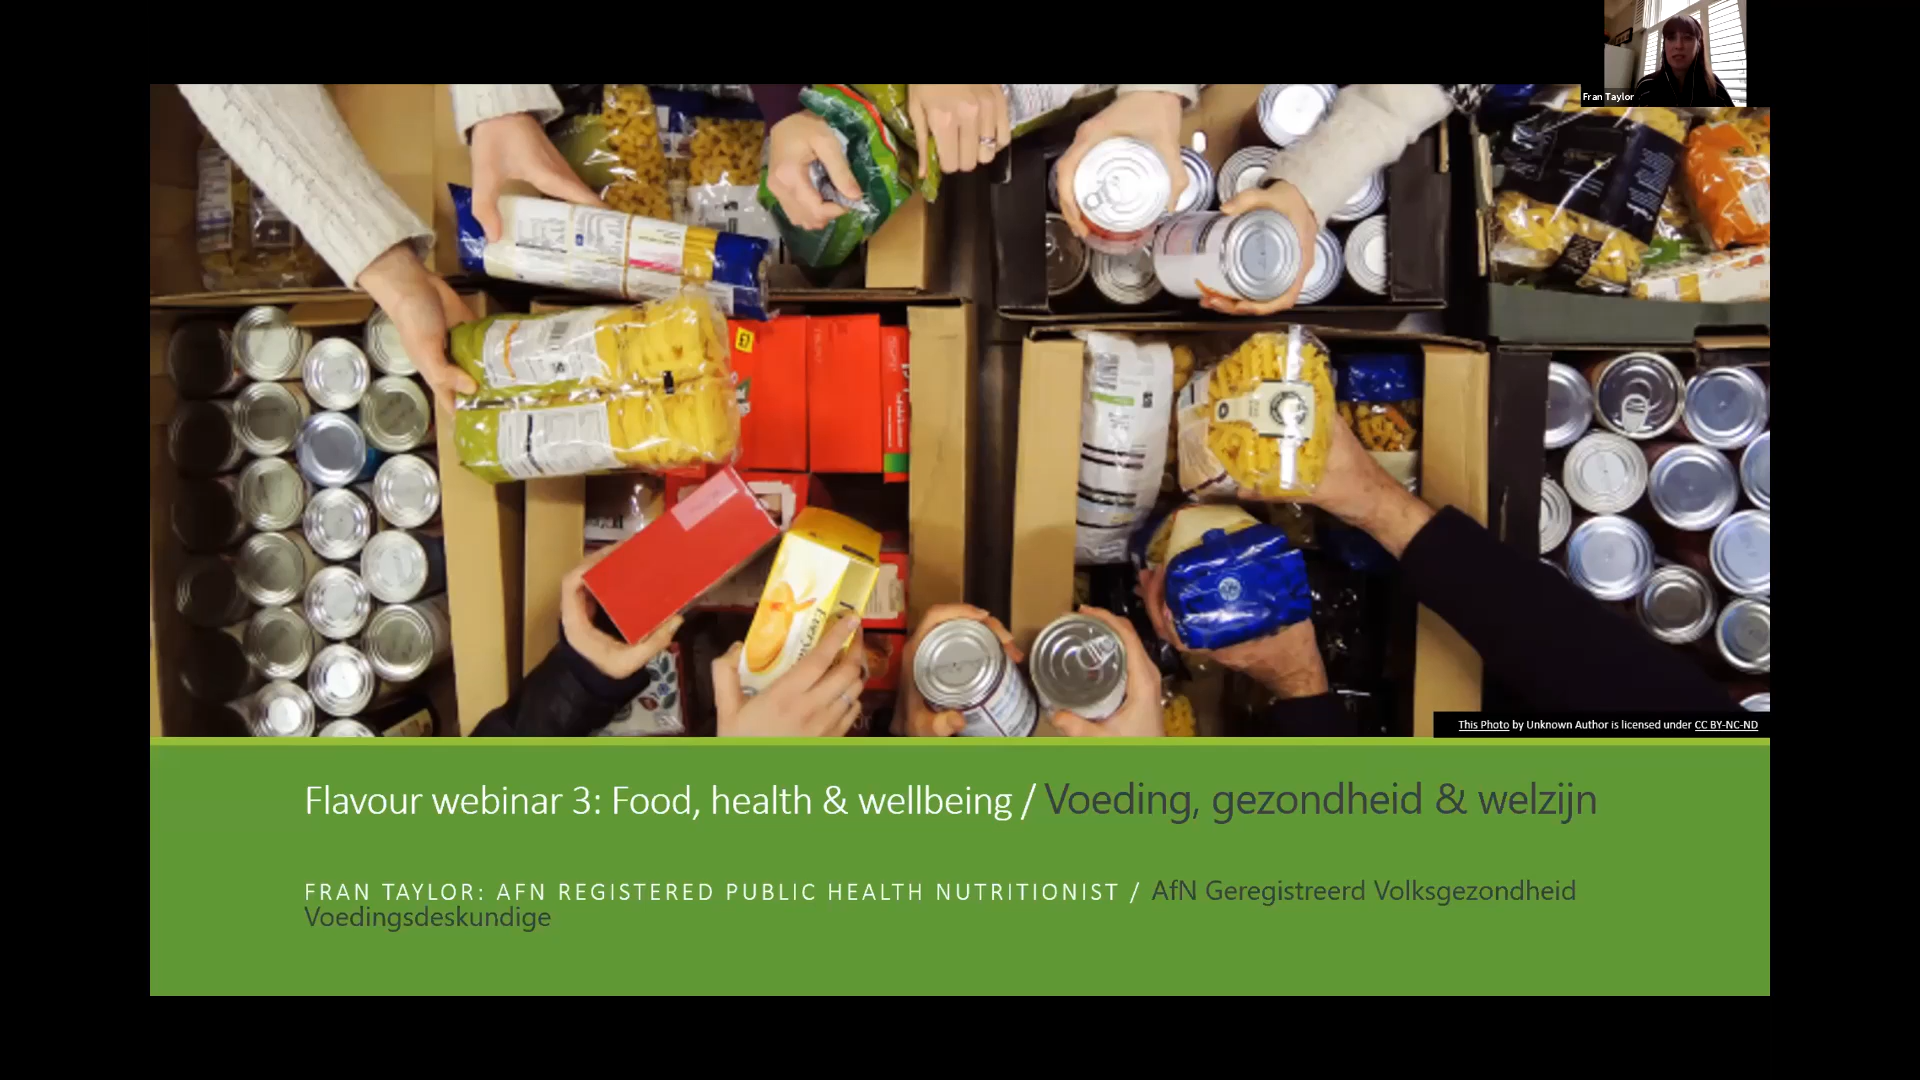 Fran Taylor
This Photo by Unknown Author is licensed under CC BY-NC-ND
Flavour webinar 3: Food, health & wellbeing / Voeding, gezondheid & welzijn
FRAN TAYLOR: AFN REGISTERED PUBLIC HEALTH NUTRITIONIST / AfN Geregistreerd Volksgezondheid
Voedingsdeskundige